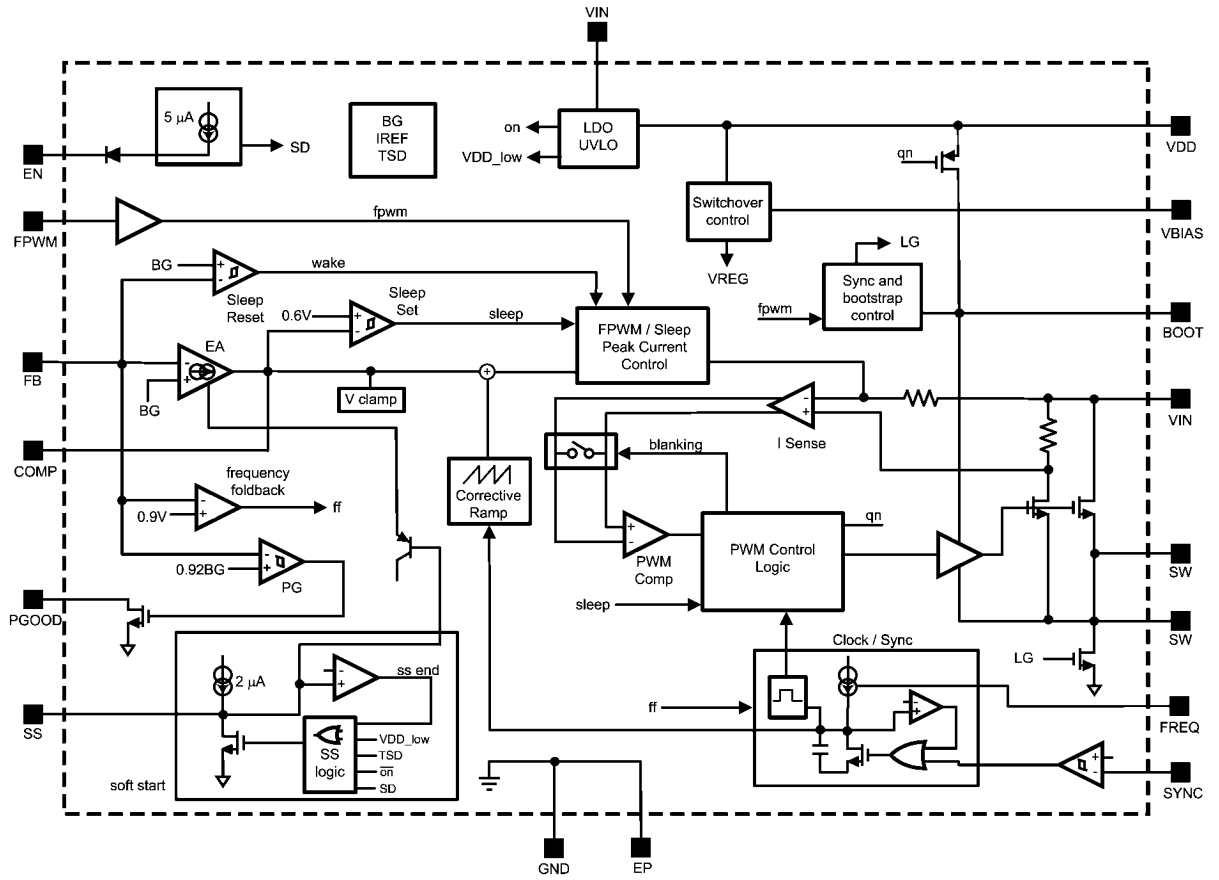 VIN
5 µA
SD
EN
BG
IREF
TSD
on
VDD_low
LDO
UVLO
VDD
qn
FPWM
fpwm
Switchover
control
VBIAS
VREG
LG
BG
+
-
wake
Sleep
Reset
Sleep
Set
0.6V
+
-
sleep
FPWM / Sleep
Peak Current
Control
fpwm
Sync and
bootstrap
control
BOOT
FB
EA
-
+
BG
+
V clamp
-
+
I Sense
VIN
COMP
blanking
frequency
foldback
-
+
0.9V
ff
Corrective
Ramp
+
-
PWM
Comp
PWM Control
Logic
qn
SW
0.92BG
-
+
PG
PGOOD
sleep
SW
Clock / Sync
LG
2 µA
-
+
ss end
SS
ff
-
+
FREQ
SS
logic
VDD_low
TSD
on
SD
soft start
+
-
SYNC
GND
EP